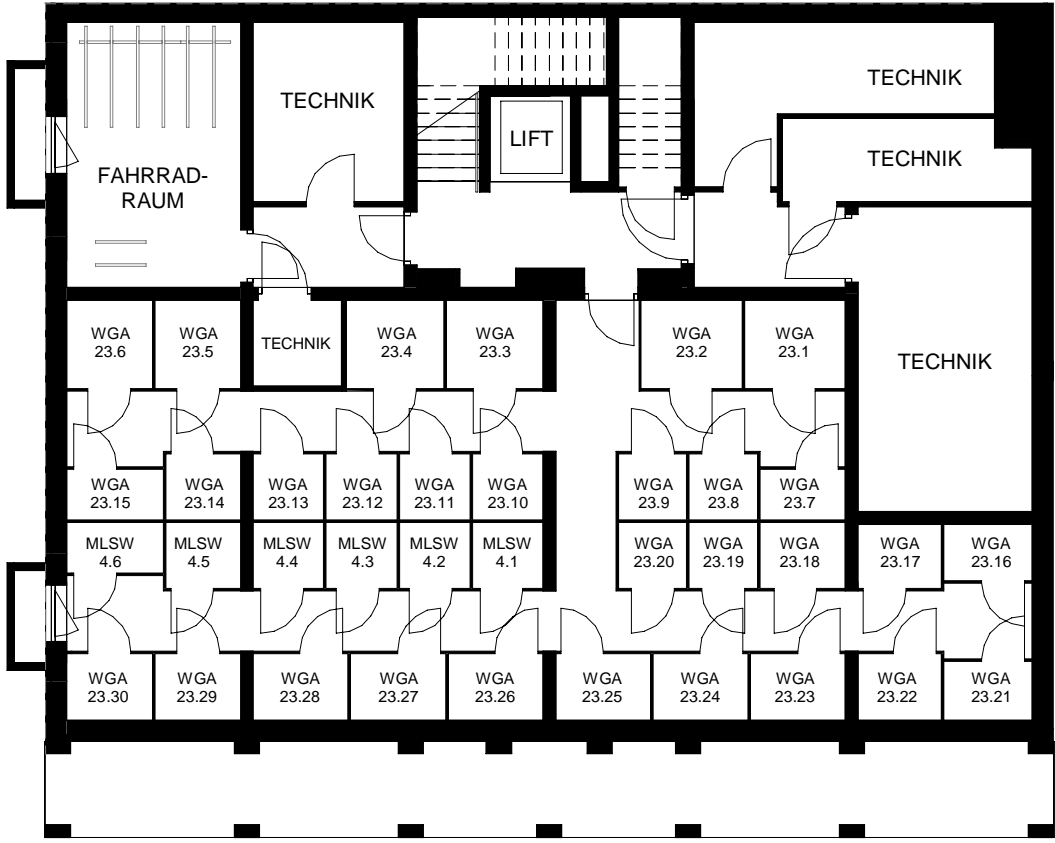 TECHNIK
TECHNIK
LIFT
TECHNIK
FAHRRAD-
RAUM
WGA
23.6
WGA
23.5
TECHNIK
WGA
23.4
WGA
23.3
WGA
23.2
WGA
23.1
TECHNIK
WGA
23.15
WGA
23.14
WGA
23.13
WGA
23.12
WGA
23.11
WGA
23.10
WGA
23.9
WGA
23.8
WGA
23.7
MLSW
4.6
MLSW
4.5
MLSW
4.4
MLSW
4.3
MLSW
4.2
MLSW
4.1
WGA
23.20
WGA
23.19
WGA
23.18
WGA
23.17
WGA
23.16
WGA
23.30
WGA
23.29
WGA
23.28
WGA
23.27
WGA
23.26
WGA
23.25
WGA
23.24
WGA
23.23
WGA
23.22
WGA
23.21